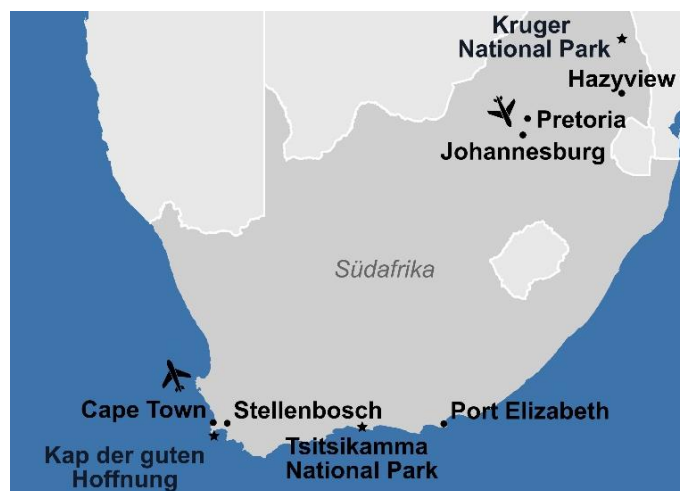 Kruger
National Park
Hazyview
Pretoria
Johannesburg
Südafrika
Cape Town
Stellenbosch
Port Elizabeth
Tsitsikamma
National Park
Kap der guten
Hoffnung